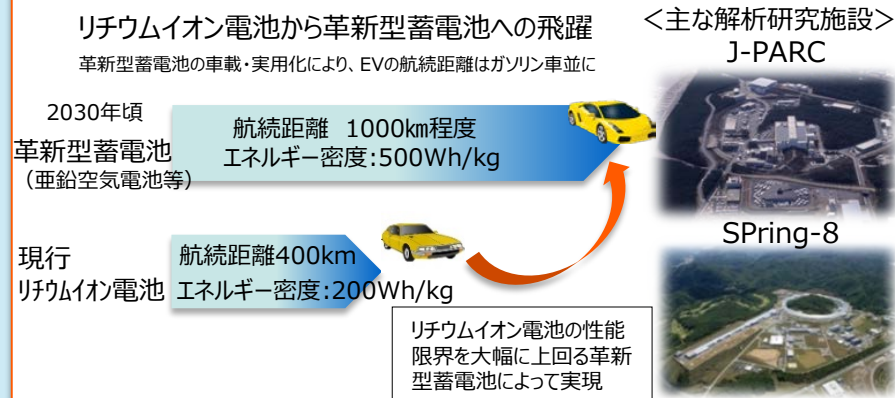 リチウムイオン電池から革新型蓄電池への飛躍
革新型蓄電池の車載・実用化により、EVの航続距離はガソリン車並に
2030年頃
革新型蓄電池
（亜鉛空気電池等）
航続距離 1000㎞程度
エネルギー密度:500Wh/kg
現行
リチウムイオン電池
航続距離400km
エネルギー密度:200Wh/kg
リチウムイオン電池の性能
限界を大幅に上回る革新
型蓄電池によって実現
＜主な解析研究施設＞
J-PARC
SPring-8